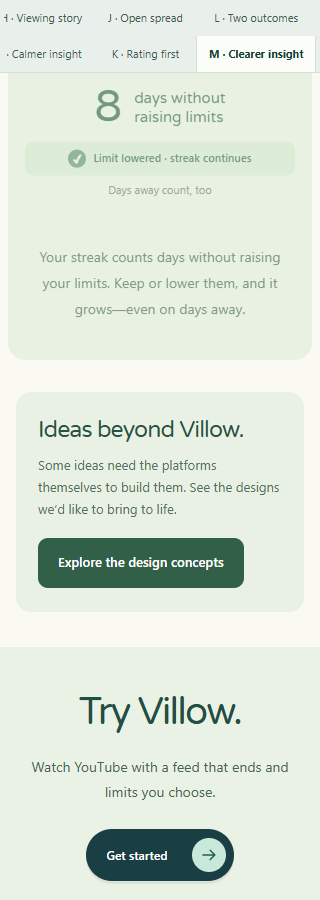 H · Viewing story J · Open spread L · Two outcomes
· Calmer insight K · Rating first M · Clearer insight
8 days without
raising limits
Limit lowered · streak continues
Days away count, too
Your streak counts days without raising
your limits. Keep or lower them, and it
grows—even on days away.
Ideas beyond Villow.
Some ideas need the platforms
themselves to build them. See the designs
we’d like to bring to life.
Explore the design concepts
Try Villow.
Watch YouTube with a feed that ends and
limits you choose.
Get started